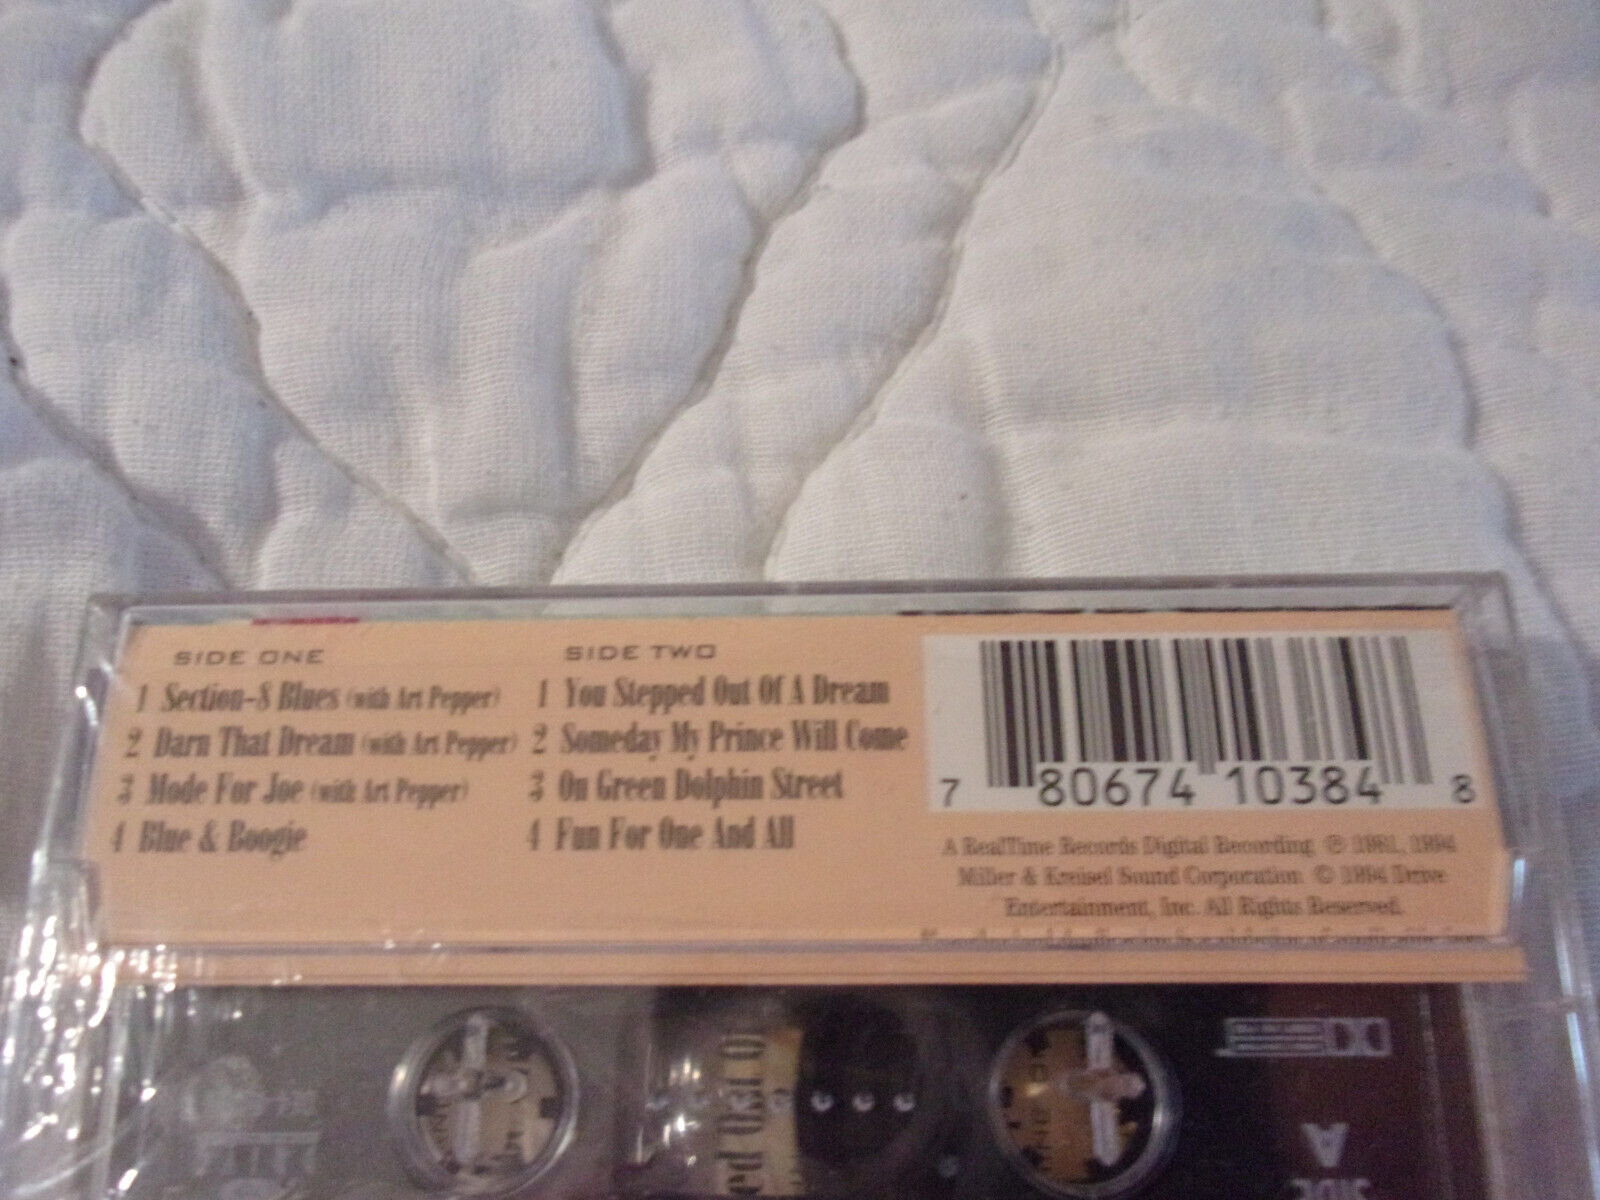 SIDE ONE
1 Section-8 Blues (with Art Pepper)
2 Darn That Dream (with Art Pepper)
3 Mode For Joe (with Art Pepper)
4 Blue & Boogie
SIDE TWO
1 You Stepped Out Of A Dream
2 Someday My Prince Will Come
3 On Green Dolphin Street
4 Fun For One And All
7 80674 10384 8
A RealTime Records Digital Recording ℗ 1981, 1994
Miller & Kreisel Sound Corporation © 1994 Drive
Entertainment, Inc. All Rights Reserved.
A
SIDE